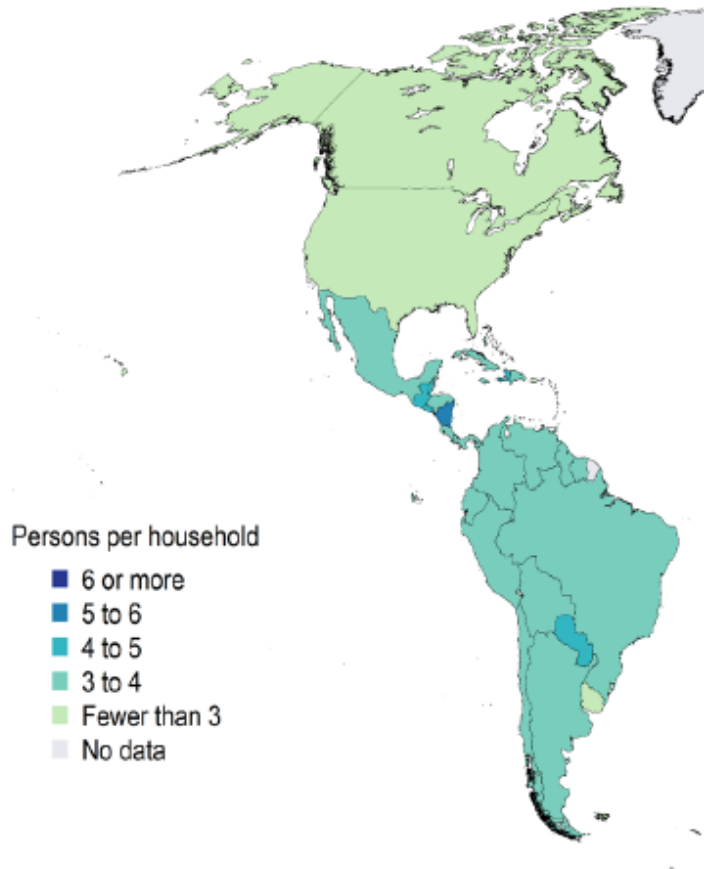 Persons per household
6 or more
5 to 6
4 to 5
3 to 4
Fewer than 3
No data